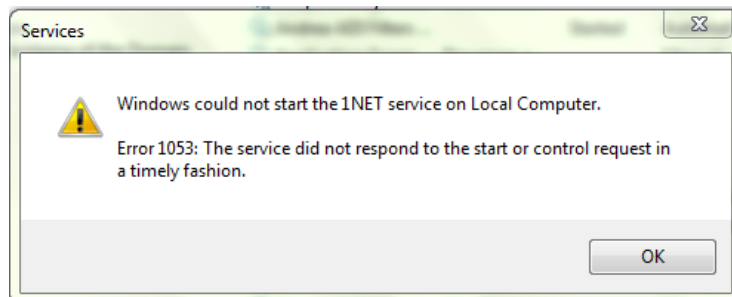 Services
Windows could not start the 1NET service on Local Computer.
Error 1053: The service did not respond to the start or control request in
a timely fashion.
OK